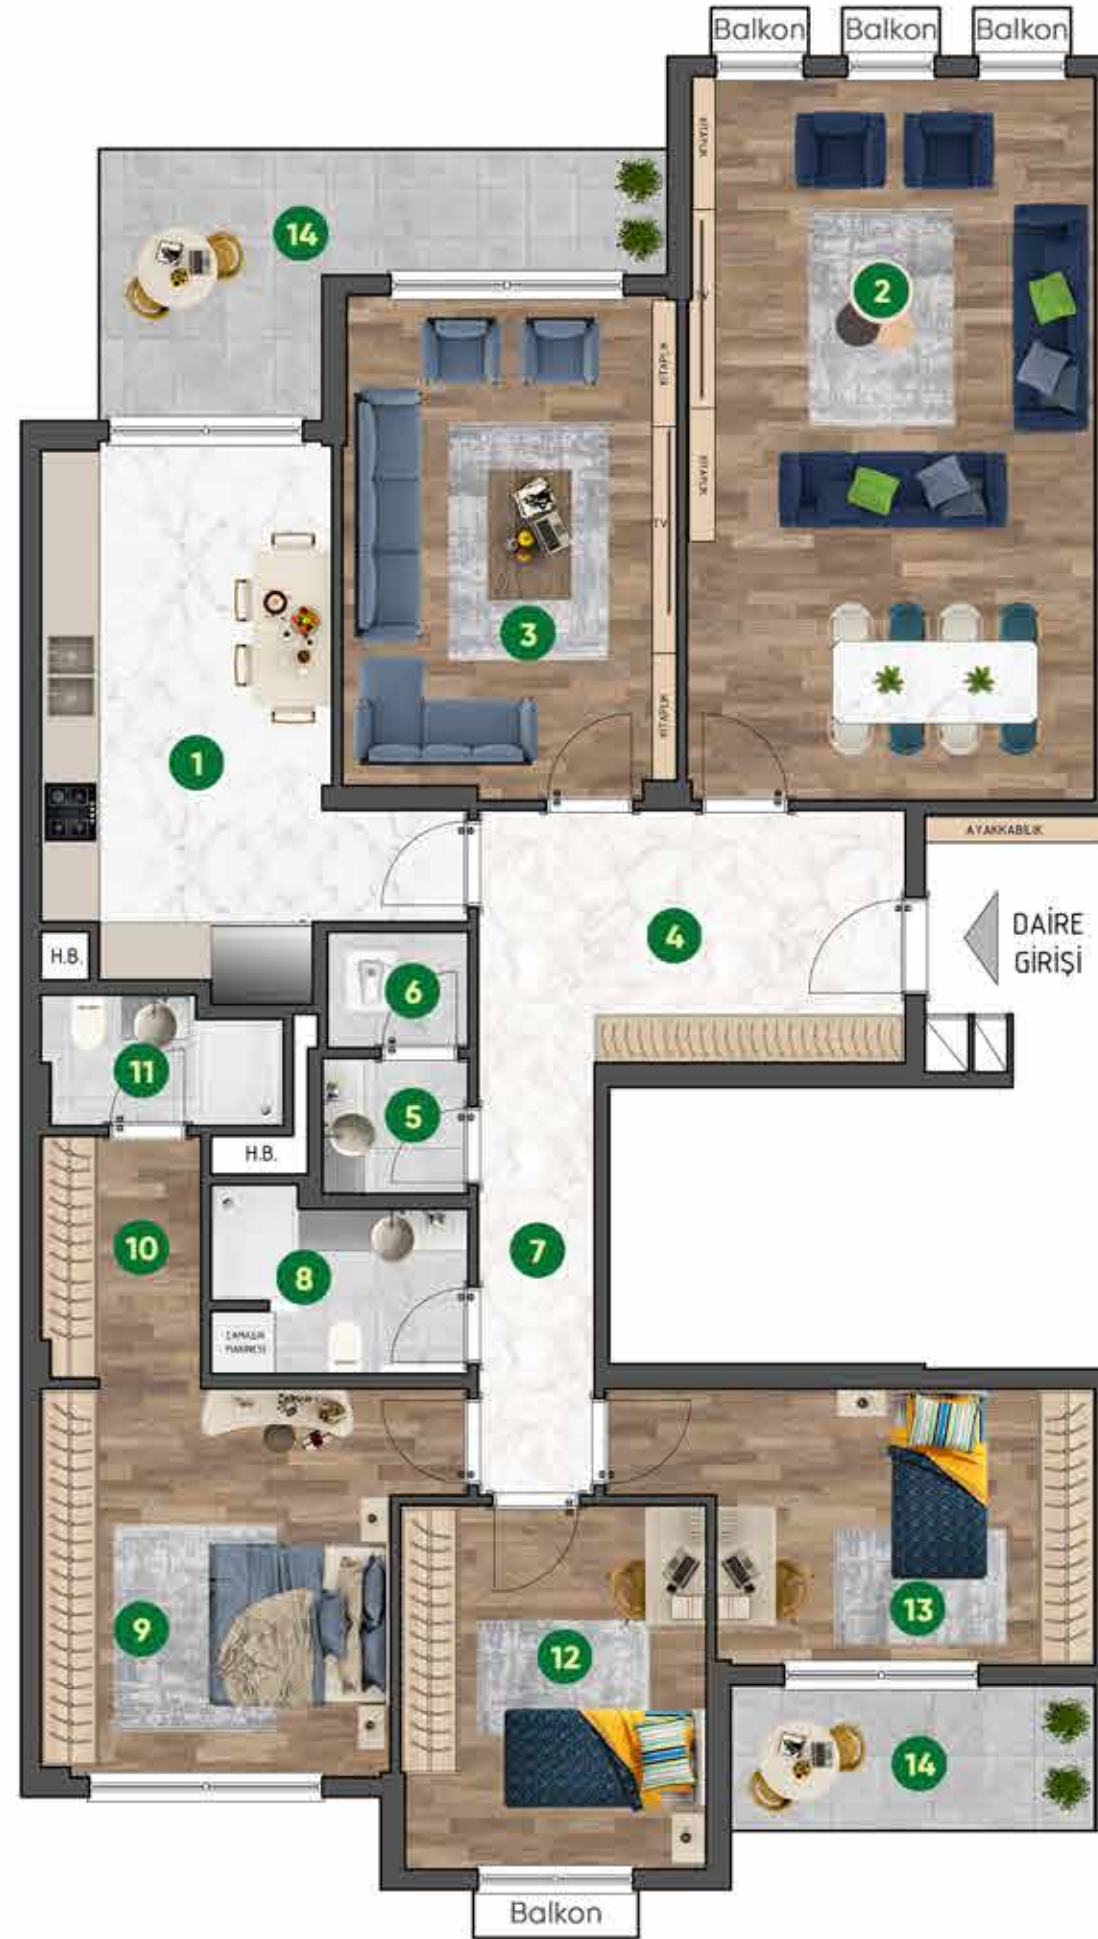 Balkon
Balkon
Balkon
KİTAPLIK
14
2
TV
KİTAPLIK
KİTAPLIK
TV
3
KİTAPLIK
1
AYAKKABILIK
4
DAİRE
GİRİŞİ
H.B.
6
11
5
H.B.
10
7
8
ÇAMAŞIR
MAKİNESİ
9
12
13
14
Balkon